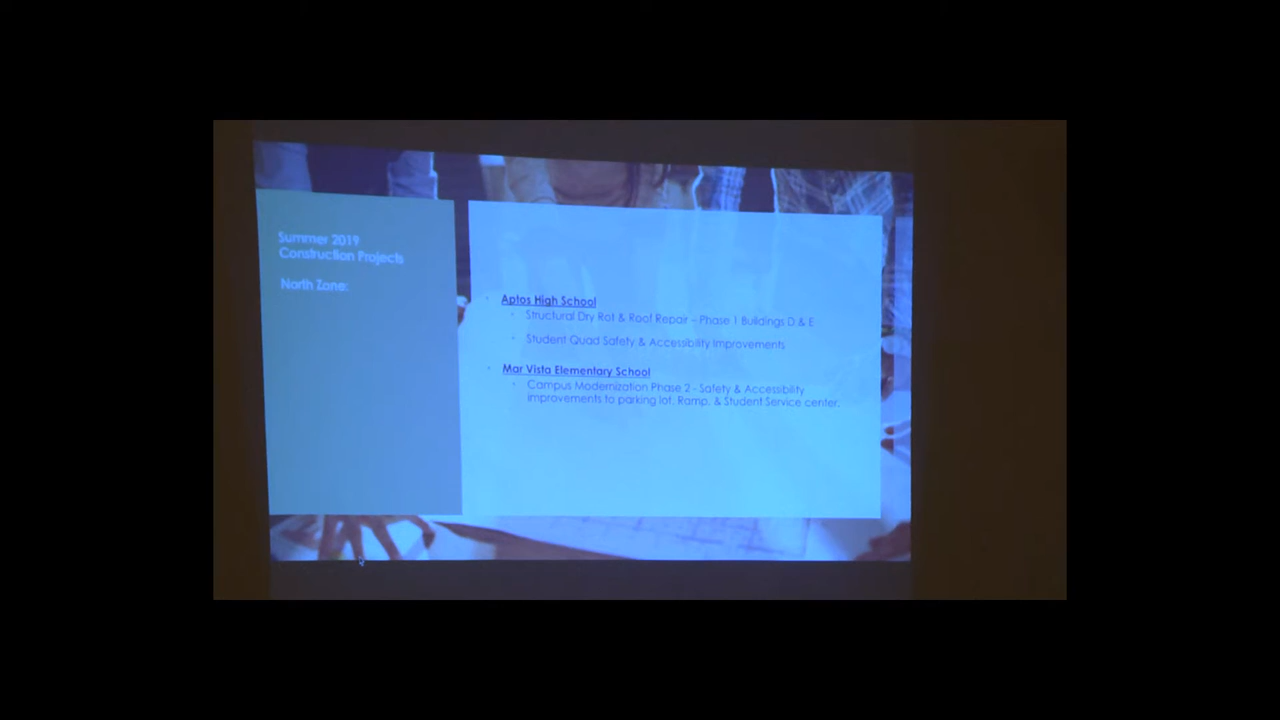 Summer 2019
Construction Projects
North Zone:
Aptos High School
Structural Dry Rot & Roof Repair – Phase 1 Buildings D & E
Student Quad Safety & Accessibility Improvements
Mar Vista Elementary School
Campus Modernization Phase 2 - Safety & Accessibility
improvements to parking lot, Ramp, & Student Service center.